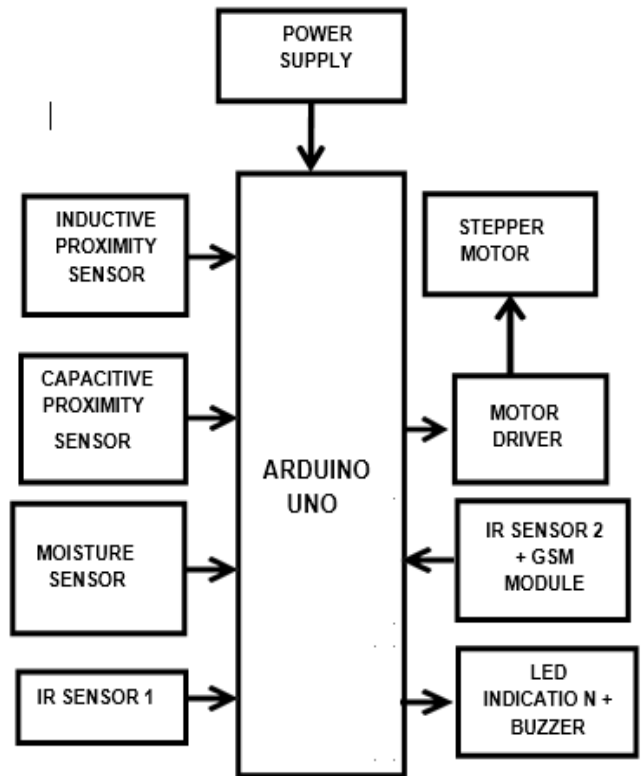 POWER
SUPPLY
INDUCTIVE
PROXIMITY
SENSOR
CAPACITIVE
PROXIMITY
SENSOR
MOISTURE
SENSOR
IR SENSOR 1
ARDUINO
UNO
STEPPER
MOTOR
MOTOR
DRIVER
IR SENSOR 2
+ GSM
MODULE
LED
INDICATIO N +
BUZZER